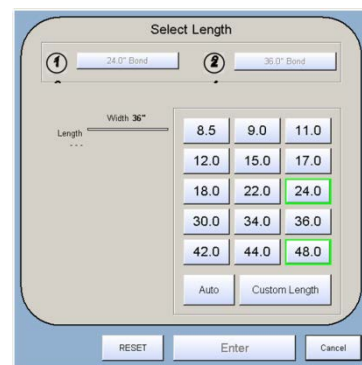 Select Length
1 24.0" Bond 2 36.0" Bond
Width 36"
Length
---
8.5 9.0 11.0
12.0 15.0 17.0
18.0 22.0 24.0
30.0 34.0 36.0
42.0 44.0 48.0
Auto Custom Length
RESET Enter Cancel